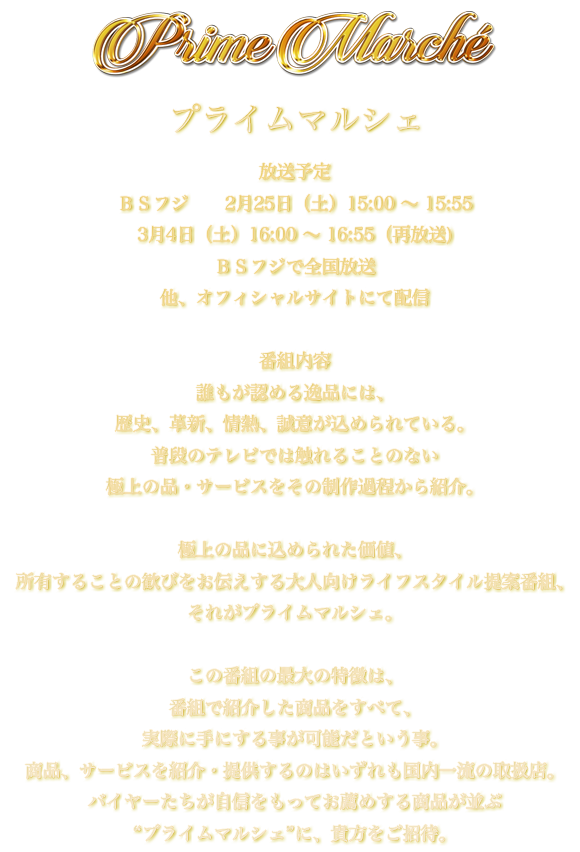 Prime Marché
プライムマルシェ
放送予定
ＢＳフジ　　2月25日（土）15:00 〜 15:55
3月4日（土）16:00 〜 16:55（再放送）
ＢＳフジで全国放送
他、オフィシャルサイトにて配信
番組内容
誰もが認める逸品には、
歴史、革新、情熱、誠意が込められている。
普段のテレビでは触れることのない
極上の品・サービスをその制作過程から紹介。
極上の品に込められた価値、
所有することの歓びをお伝えする大人向けライフスタイル提案番組、
それがプライムマルシェ。
この番組の最大の特徴は、
番組で紹介した商品をすべて、
実際に手にする事が可能だという事。
商品、サービスを紹介・提供するのはいずれも国内一流の取扱店。
バイヤーたちが自信をもってお薦めする商品が並ぶ
“プライムマルシェ”に、貴方をご招待。